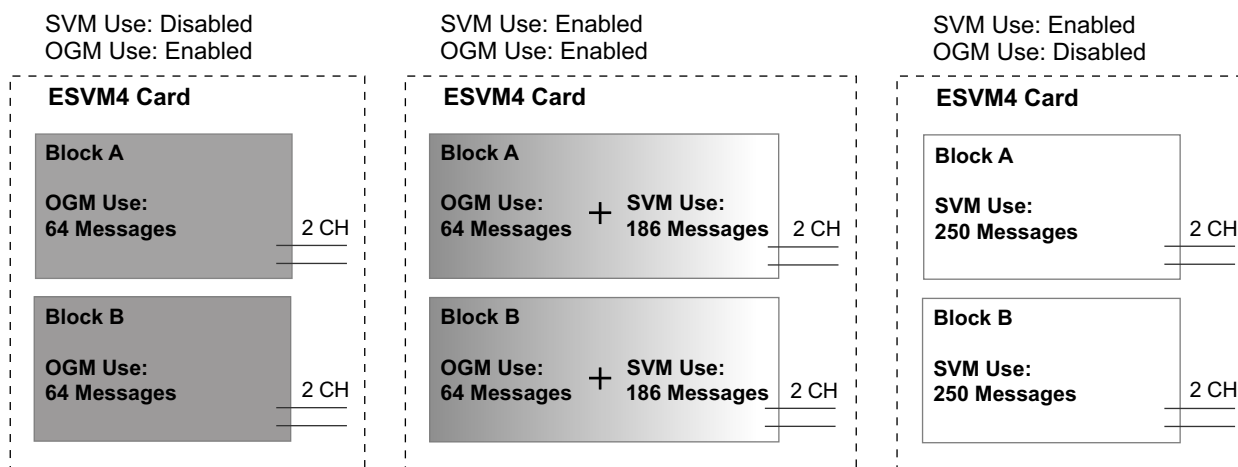 SVM Use: Disabled
OGM Use: Enabled
ESVM4 Card
Block A
OGM Use:
64 Messages
2 CH
Block B
OGM Use:
64 Messages
2 CH
SVM Use: Enabled
OGM Use: Enabled
ESVM4 Card
Block A
OGM Use:
64 Messages
+
SVM Use:
186 Messages
2 CH
Block B
OGM Use:
64 Messages
+
SVM Use:
186 Messages
2 CH
SVM Use: Enabled
OGM Use: Disabled
ESVM4 Card
Block A
SVM Use:
250 Messages
2 CH
Block B
SVM Use:
250 Messages
2 CH